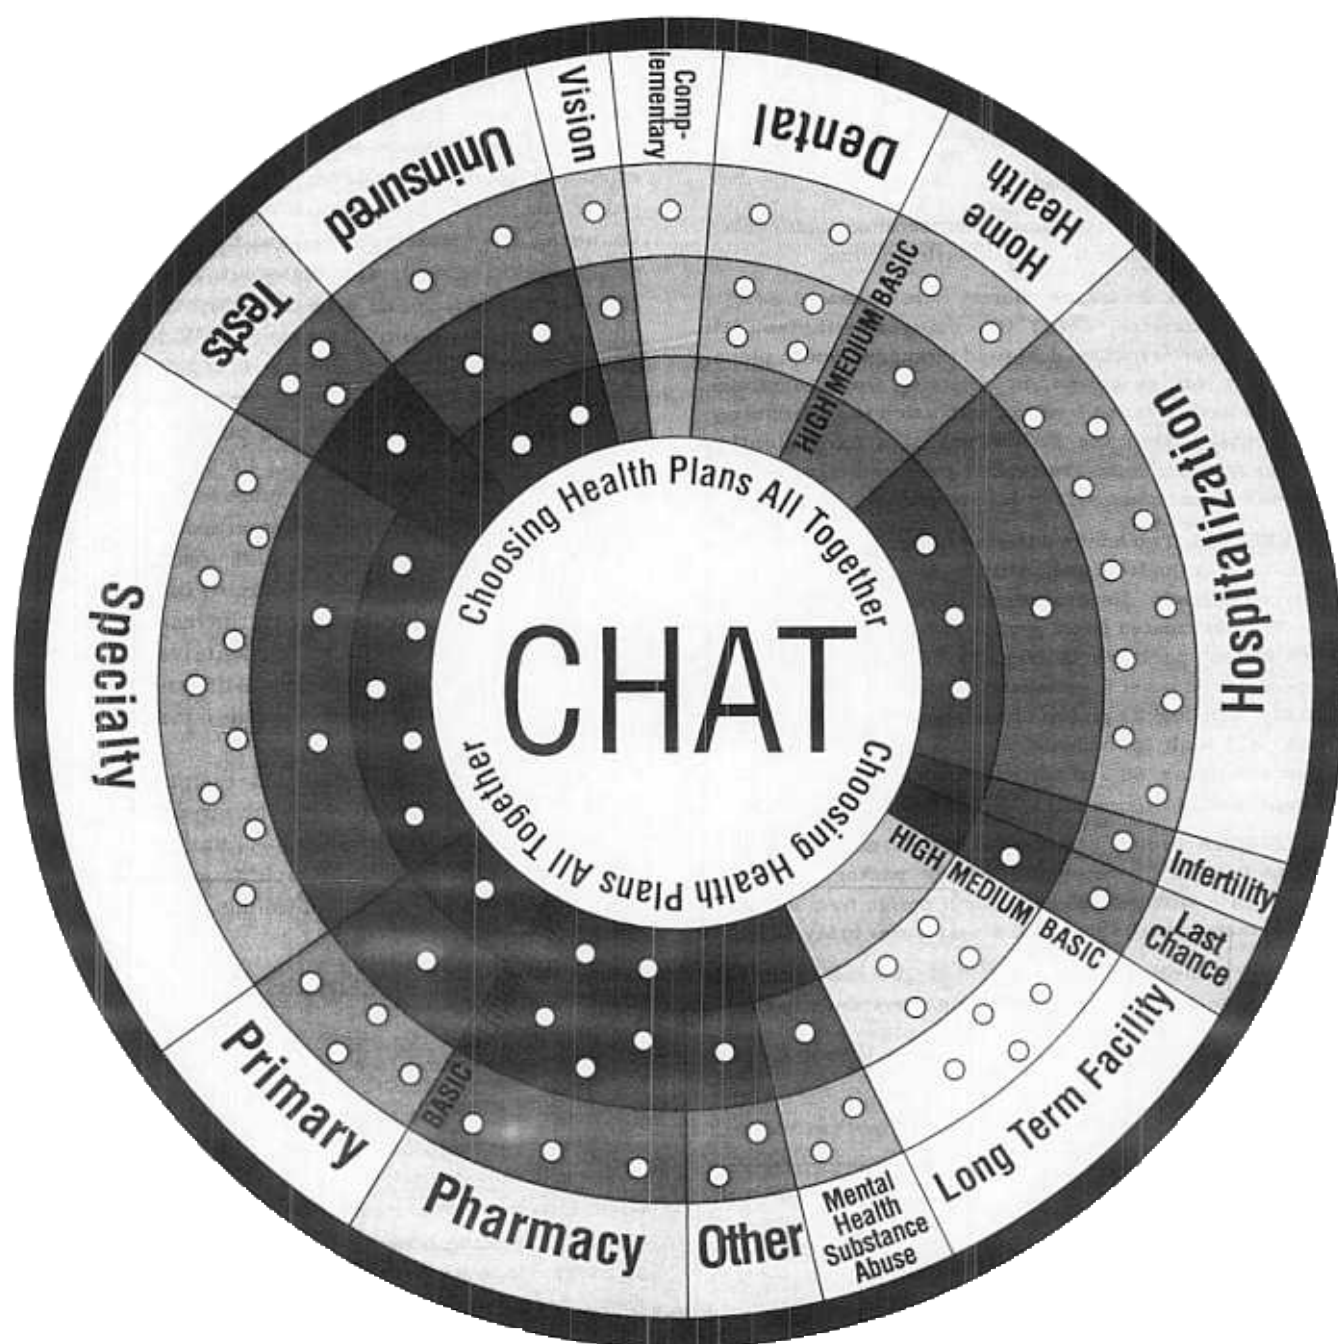 Vision
Comp-
lementary
Dental
Home
Health
Hospitalization
Infertility
Last
Chance
Long Term Facility
Mental
Health
Substance
Abuse
Other
Pharmacy
Primary
Specialty
Tests
Uninsured
BASIC
MEDIUM
HIGH
HIGH
MEDIUM
BASIC
BASIC
Choosing Health Plans All Together
CHAT
Choosing Health Plans All Together